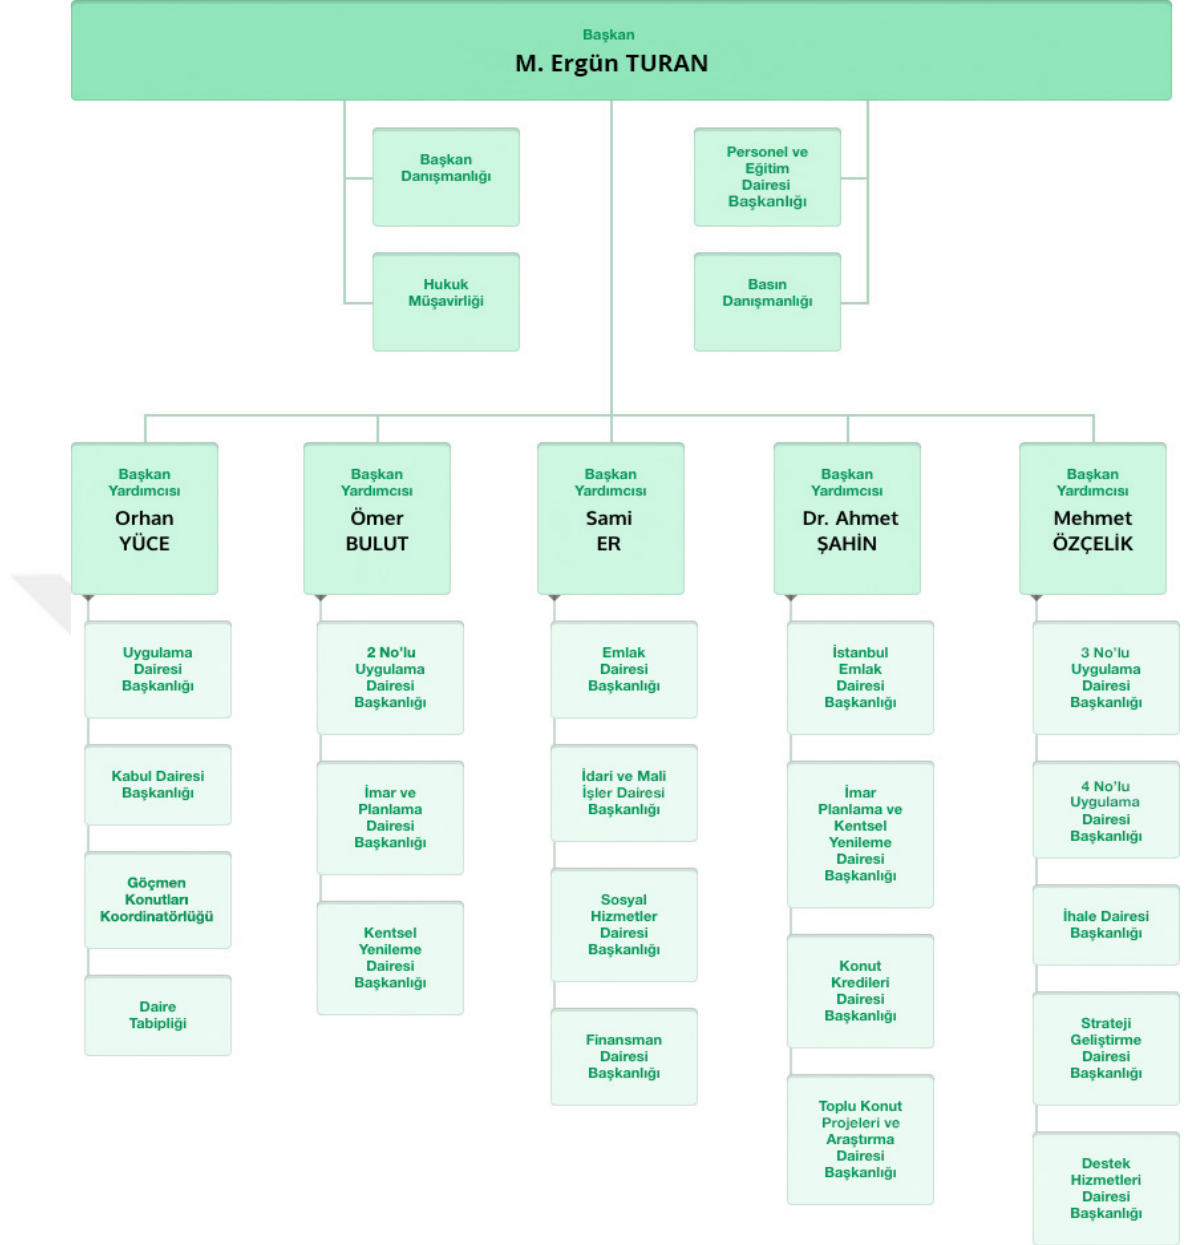 Başkan
M. Ergün TURAN
Başkan
Danışmanlığı
Personel ve
Eğitim
Dairesi
Başkanlığı
Hukuk
Müşavirliği
Basın
Danışmanlığı
Başkan
Yardımcısı
Orhan
YÜCE
Başkan
Yardımcısı
Ömer
BULUT
Başkan
Yardımcısı
Sami
ER
Başkan
Yardımcısı
Dr. Ahmet
ŞAHİN
Başkan
Yardımcısı
Mehmet
ÖZÇELİK
Uygulama
Dairesi
Başkanlığı
Kabul Dairesi
Başkanlığı
Göçmen
Konutları
Koordinatörlüğü
Daire
Tabipliği
2 No'lu
Uygulama
Dairesi
Başkanlığı
İmar ve
Planlama
Dairesi
Başkanlığı
Kentsel
Yenileme
Dairesi
Başkanlığı
Emlak
Dairesi
Başkanlığı
İdari ve Mali
İşler Dairesi
Başkanlığı
Sosyal
Hizmetler
Dairesi
Başkanlığı
Finansman
Dairesi
Başkanlığı
İstanbul
Emlak
Dairesi
Başkanlığı
İmar
Planlama ve
Kentsel
Yenileme
Dairesi
Başkanlığı
Konut
Kredileri
Dairesi
Başkanlığı
Toplu Konut
Projeleri ve
Araştırma
Dairesi
Başkanlığı
3 No'lu
Uygulama
Dairesi
Başkanlığı
4 No'lu
Uygulama
Dairesi
Başkanlığı
İhale Dairesi
Başkanlığı
Strateji
Geliştirme
Dairesi
Başkanlığı
Destek
Hizmetleri
Dairesi
Başkanlığı